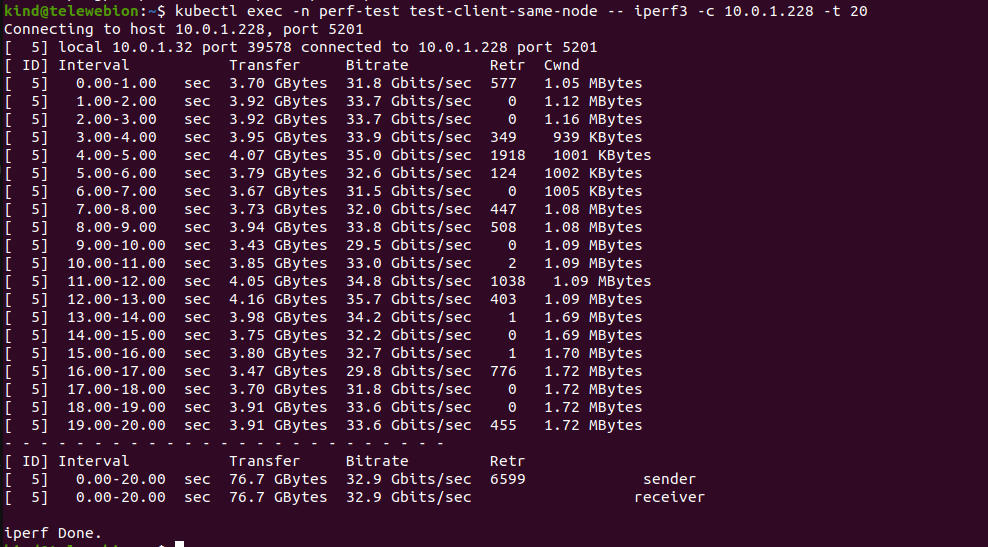 kind@telewebion:~$ kubectl exec -n perf-test test-client-same-node -- iperf3 -c 10.0.1.228 -t 20
Connecting to host 10.0.1.228, port 5201
[  5] local 10.0.1.32 port 39578 connected to 10.0.1.228 port 5201
[ ID] Interval           Transfer     Bitrate         Retr  Cwnd
[  5]   0.00-1.00   sec  3.70 GBytes  31.8 Gbits/sec  577   1.05 MBytes
[  5]   1.00-2.00   sec  3.92 GBytes  33.7 Gbits/sec    0   1.12 MBytes
[  5]   2.00-3.00   sec  3.92 GBytes  33.7 Gbits/sec    0   1.16 MBytes
[  5]   3.00-4.00   sec  3.95 GBytes  33.9 Gbits/sec  349    939 KBytes
[  5]   4.00-5.00   sec  4.07 GBytes  35.0 Gbits/sec  1918   1001 KBytes
[  5]   5.00-6.00   sec  3.79 GBytes  32.6 Gbits/sec  124   1002 KBytes
[  5]   6.00-7.00   sec  3.67 GBytes  31.5 Gbits/sec    0   1005 KBytes
[  5]   7.00-8.00   sec  3.73 GBytes  32.0 Gbits/sec  447   1.08 MBytes
[  5]   8.00-9.00   sec  3.94 GBytes  33.8 Gbits/sec  508   1.08 MBytes
[  5]   9.00-10.00  sec  3.43 GBytes  29.5 Gbits/sec    0   1.09 MBytes
[  5]  10.00-11.00  sec  3.85 GBytes  33.0 Gbits/sec    2   1.09 MBytes
[  5]  11.00-12.00  sec  4.05 GBytes  34.8 Gbits/sec  1038   1.09 MBytes
[  5]  12.00-13.00  sec  4.16 GBytes  35.7 Gbits/sec  403   1.09 MBytes
[  5]  13.00-14.00  sec  3.98 GBytes  34.2 Gbits/sec    1   1.69 MBytes
[  5]  14.00-15.00  sec  3.75 GBytes  32.2 Gbits/sec    0   1.69 MBytes
[  5]  15.00-16.00  sec  3.80 GBytes  32.7 Gbits/sec    1   1.70 MBytes
[  5]  16.00-17.00  sec  3.47 GBytes  29.8 Gbits/sec  776   1.72 MBytes
[  5]  17.00-18.00  sec  3.70 GBytes  31.8 Gbits/sec    0   1.72 MBytes
[  5]  18.00-19.00  sec  3.91 GBytes  33.6 Gbits/sec    0   1.72 MBytes
[  5]  19.00-20.00  sec  3.91 GBytes  33.6 Gbits/sec  455   1.72 MBytes
- - - - - - - - - - - - - - - - - - - - - - - - -
[ ID] Interval           Transfer     Bitrate         Retr
[  5]   0.00-20.00  sec  76.7 GBytes  32.9 Gbits/sec  6599             sender
[  5]   0.00-20.00  sec  76.7 GBytes  32.9 Gbits/sec                  receiver
iperf Done.
kind@telewebion:~$